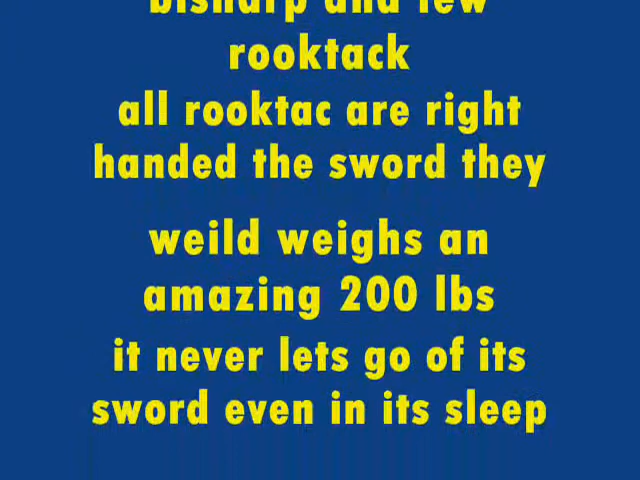 bisharp and few
rooktack
all rooktac are right
handed the sword they
weild weighs an
amazing 200 lbs
it never lets go of its
sword even in its sleep